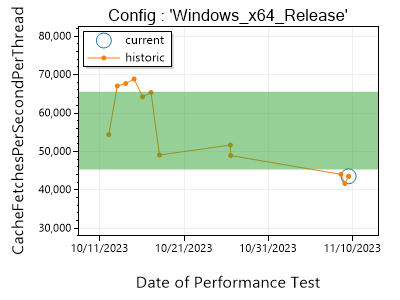 Config : 'Windows_x64_Release'
current
historic
CacheFetchesPerSecondPerThread
80,000
70,000
60,000
50,000
40,000
30,000
10/11/2023
10/21/2023
10/31/2023
11/10/2023
Date of Performance Test